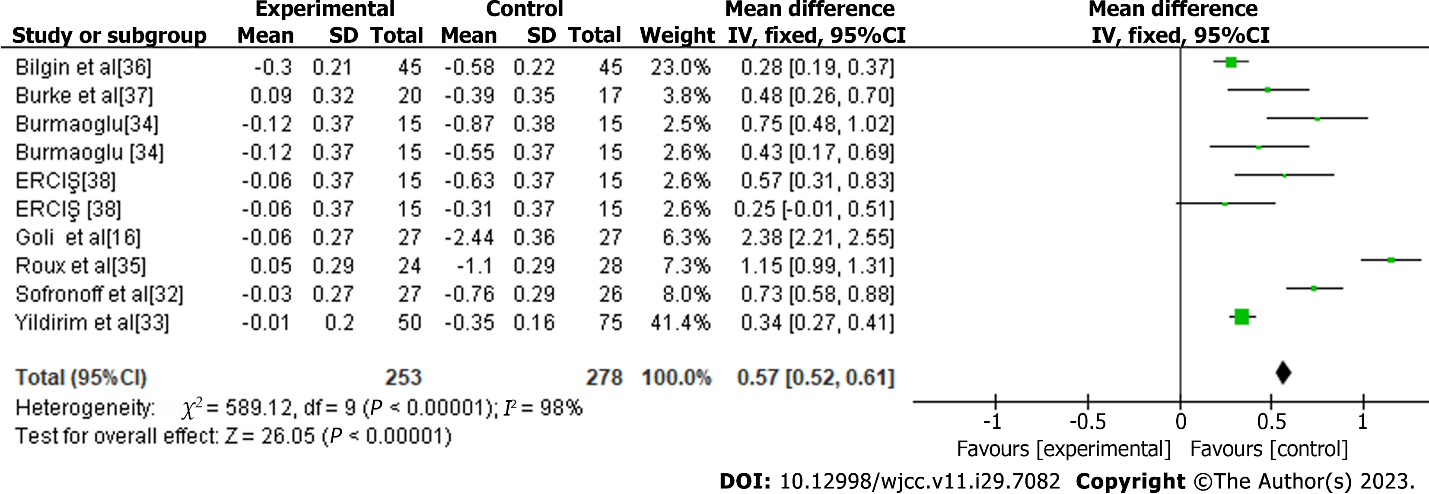 Experimental Control Mean difference Mean difference
Study or subgroup Mean SD Total Mean SD Total Weight IV, fixed, 95%CI IV, fixed, 95%CI
Bilgin et al[36] -0.3 0.21 45 -0.58 0.22 45 23.0% 0.28 [0.19, 0.37]
Burke et al[37] 0.09 0.32 20 -0.39 0.35 17 3.8% 0.48 [0.26, 0.70]
Burmaoglu[34] -0.12 0.37 15 -0.87 0.38 15 2.5% 0.75 [0.48, 1.02]
Burmaoglu [34] -0.12 0.37 15 -0.55 0.37 15 2.6% 0.43 [0.17, 0.69]
ERCIŞ[38] -0.06 0.37 15 -0.63 0.37 15 2.6% 0.57 [0.31, 0.83]
ERCIŞ [38] -0.06 0.37 15 -0.31 0.37 15 2.6% 0.25 [-0.01, 0.51]
Goli et al[16] -0.06 0.27 27 -2.44 0.36 27 6.3% 2.38 [2.21, 2.55]
Roux et al[35] 0.05 0.29 24 -1.1 0.29 28 7.3% 1.15 [0.99, 1.31]
Sofronoff et al[32] -0.03 0.27 27 -0.76 0.29 26 8.0% 0.73 [0.58, 0.88]
Yildirim et al[33] -0.01 0.2 50 -0.35 0.16 75 41.4% 0.34 [0.27, 0.41]
Total (95%CI) 253 278 100.0% 0.57 [0.52, 0.61]
Heterogeneity: χ² = 589.12, df = 9 (P < 0.00001); I² = 98%
Test for overall effect: Z = 26.05 (P < 0.00001)
-1 -0.5 0 0.5 1
Favours [experimental] Favours [control]
DOI: 10.12998/wjcc.v11.i29.7082 Copyright ©The Author(s) 2023.